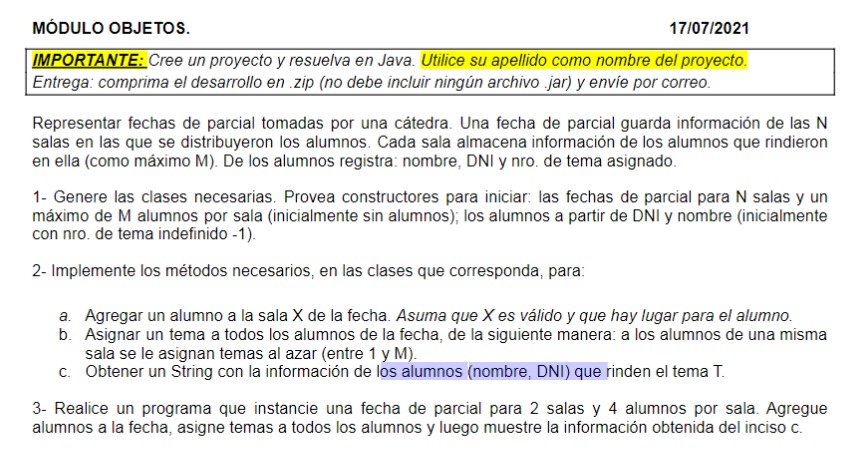 MÓDULO OBJETOS. 17/07/2021
IMPORTANTE: Cree un proyecto y resuelva en Java. Utilice su apellido como nombre del proyecto.
Entrega: comprima el desarrollo en .zip (no debe incluir ningún archivo .jar) y envíe por correo.
Representar fechas de parcial tomadas por una cátedra. Una fecha de parcial guarda información de las N
salas en las que se distribuyeron los alumnos. Cada sala almacena información de los alumnos que rindieron
en ella (como máximo M). De los alumnos registra: nombre, DNI y nro. de tema asignado.
1- Genere las clases necesarias. Provea constructores para iniciar: las fechas de parcial para N salas y un
máximo de M alumnos por sala (inicialmente sin alumnos); los alumnos a partir de DNI y nombre (inicialmente
con nro. de tema indefinido -1).
2- Implemente los métodos necesarios, en las clases que corresponda, para:
a. Agregar un alumno a la sala X de la fecha. Asuma que X es válido y que hay lugar para el alumno.
b. Asignar un tema a todos los alumnos de la fecha, de la siguiente manera: a los alumnos de una misma
sala se le asignan temas al azar (entre 1 y M).
c. Obtener un String con la información de los alumnos (nombre, DNI) que rinden el tema T.
3- Realice un programa que instancie una fecha de parcial para 2 salas y 4 alumnos por sala. Agregue
alumnos a la fecha, asigne temas a todos los alumnos y luego muestre la información obtenida del inciso c.